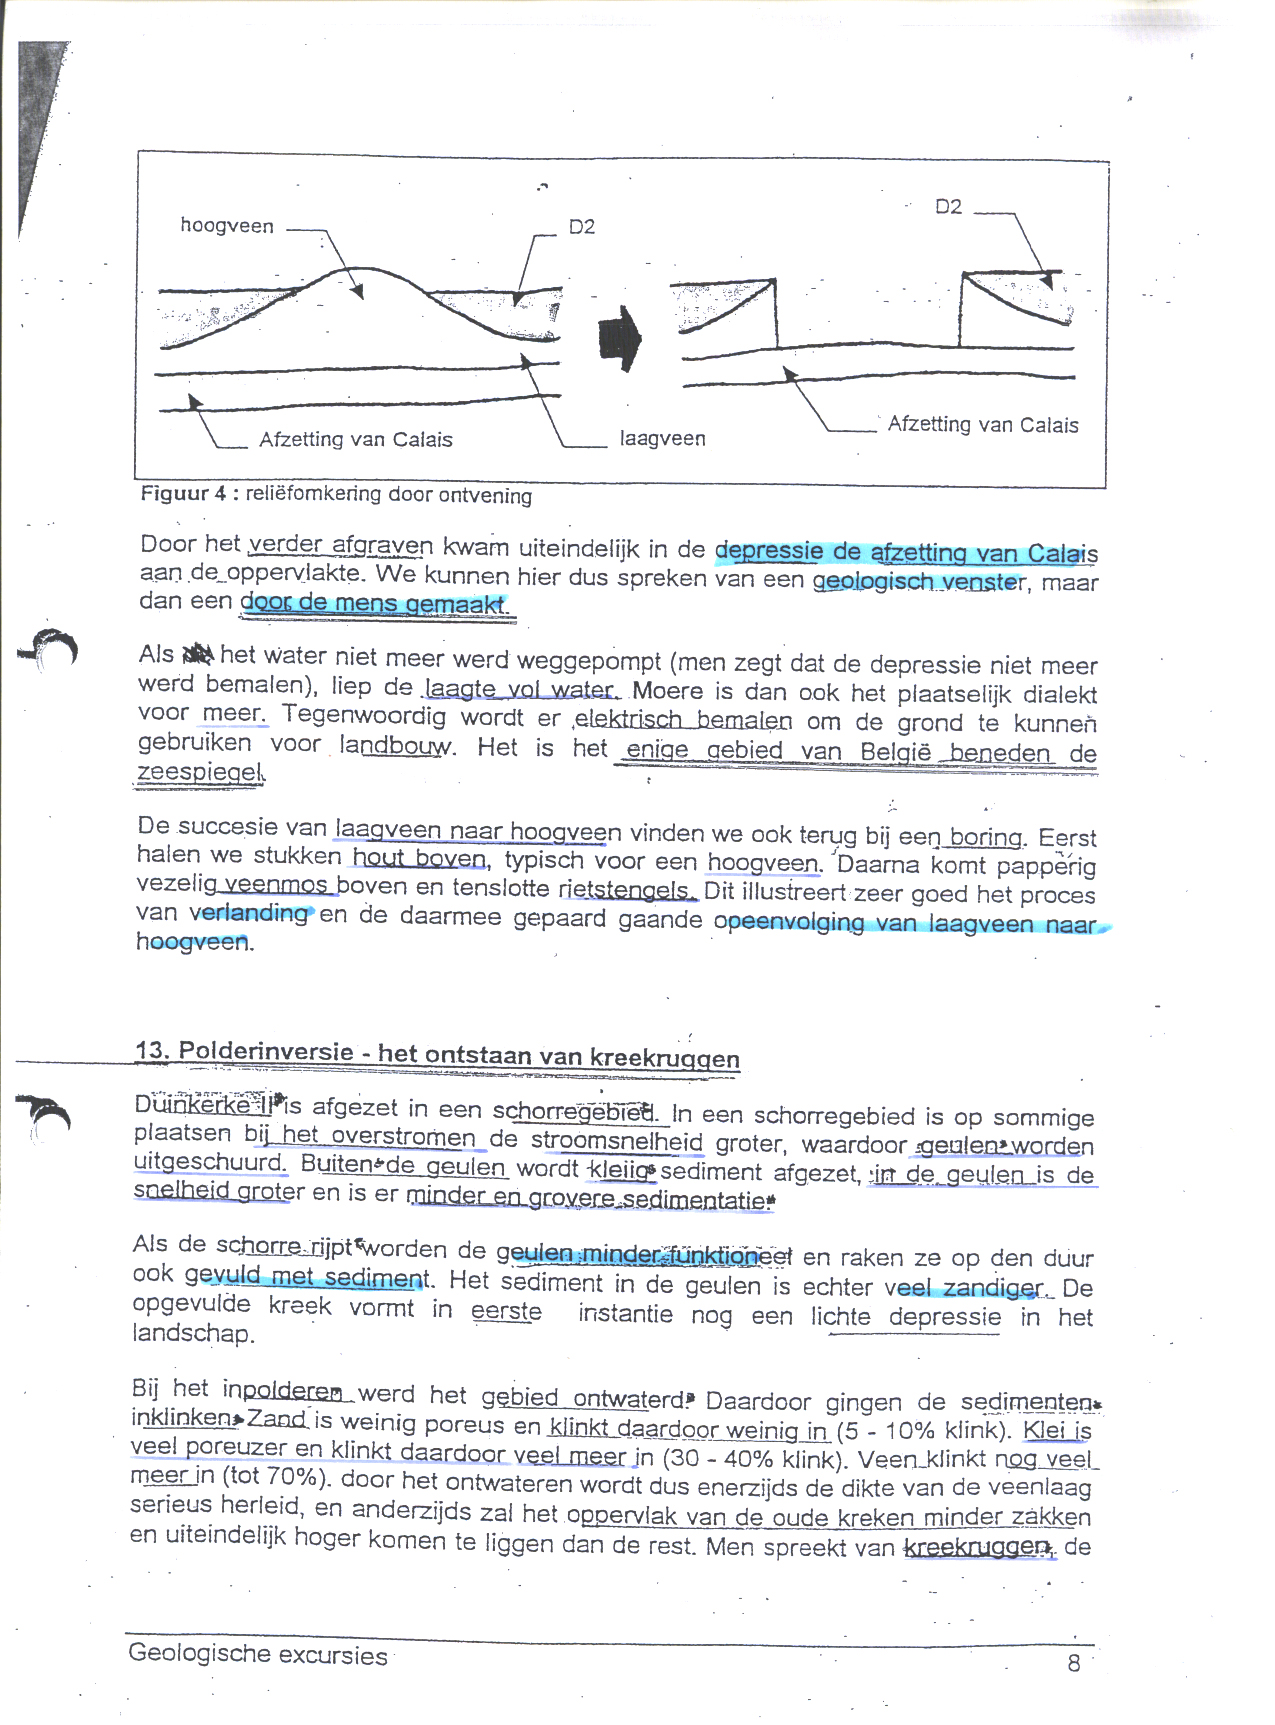 hoogveen
D2
D2
Afzetting van Calais
laagveen
Afzetting van Calais
Figuur 4 : reliëfomkering door ontvening
Door het verder afgraven kwam uiteindelijk in de depressie de afzetting van Calais
aan de oppervlakte. We kunnen hier dus spreken van een geologisch venster, maar
dan een door de mens gemaakt.
Als het water niet meer werd weggepompt (men zegt dat de depressie niet meer
werd bemalen), liep de laagte vol water. Moere is dan ook het plaatselijk dialekt
voor meer. Tegenwoordig wordt er elektrisch bemalen om de grond te kunnen
gebruiken voor landbouw. Het is het enige gebied van België beneden de
zeespiegel.
De succesie van laagveen naar hoogveen vinden we ook terug bij een boring. Eerst
halen we stukken hout boven, typisch voor een hoogveen. Daarna komt papperig
vezelig veenmos boven en tenslotte rietstengels. Dit illustreert zeer goed het proces
van verlanding en de daarmee gepaard gaande opeenvolging van laagveen naar
hoogveen.
13. Polderinversie - het ontstaan van kreekruggen
Duinkerke II is afgezet in een schorregebied. In een schorregebied is op sommige
plaatsen bij het overstromen de stroomsnelheid groter, waardoor geulen worden
uitgeschuurd. Buiten de geulen wordt kleiig sediment afgezet, in de geulen is de
snelheid groter en is er minder en grovere sedimentatie.
Als de schorre rijpt worden de geulen minder funktioneel en raken ze op den duur
ook gevuld met sediment. Het sediment in de geulen is echter veel zandiger. De
opgevulde kreek vormt in eerste instantie nog een lichte depressie in het
landschap.
Bij het inpolderen werd het gebied ontwaterd. Daardoor gingen de sedimenten
inklinken. Zand is weinig poreus en klinkt daardoor weinig in (5 - 10% klink). Klei is
veel poreuzer en klinkt daardoor veel meer in (30 - 40% klink). Veen klinkt nog veel
meer in (tot 70%). door het ontwateren wordt dus enerzijds de dikte van de veenlaag
serieus herleid, en anderzijds zal het oppervlak van de oude kreken minder zakken
en uiteindelijk hoger komen te liggen dan de rest. Men spreekt van kreekruggen, de
Geologische excursies 8